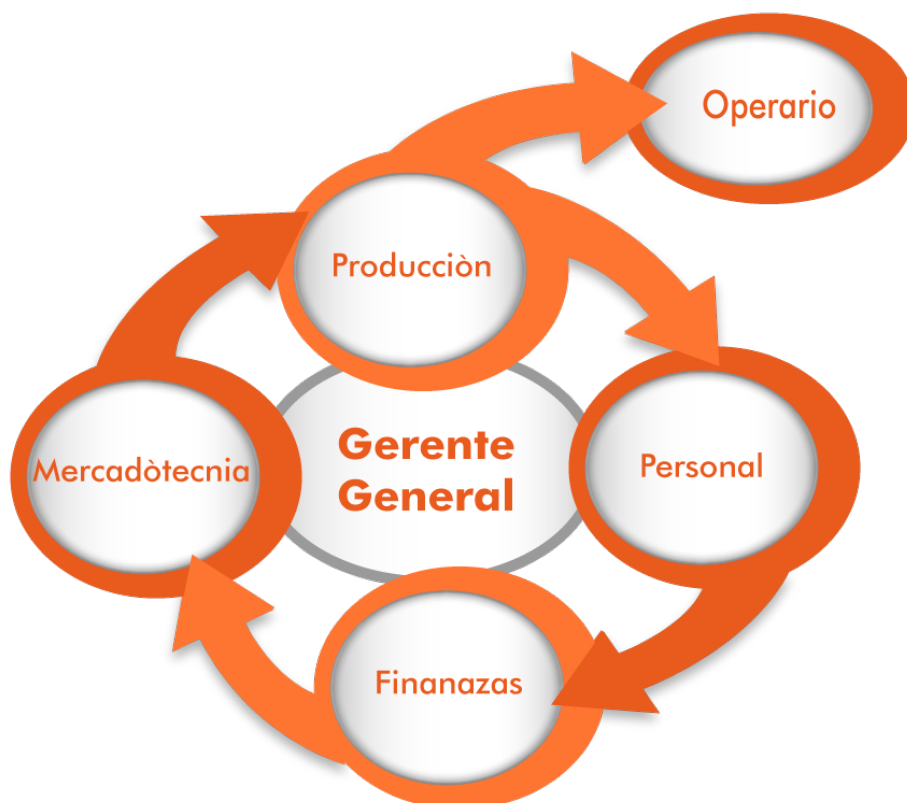 Operario
Producciòn
Gerente
General
Personal
Mercadòtecnia
Finanazas